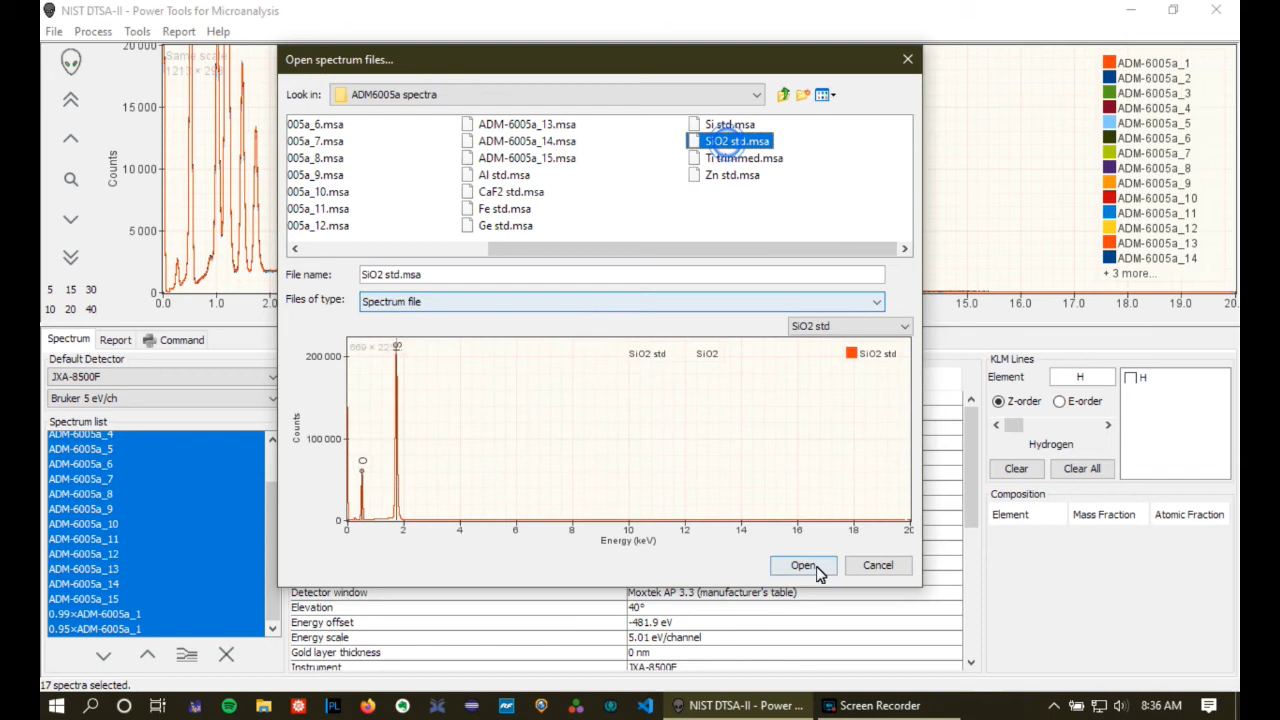 NIST DTSA-II - Power Tools for Microanalysis
File Process Tools Report Help
Open spectrum files...
Look in: ADM6005a spectra
005a_6.msa ADM-6005a_13.msa Si std.msa
005a_7.msa ADM-6005a_14.msa SiO2 std.msa
005a_8.msa ADM-6005a_15.msa Ti trimmed.msa
005a_9.msa Al std.msa Zn std.msa
005a_10.msa CaF2 std.msa
005a_11.msa Fe std.msa
005a_12.msa Ge std.msa
File name: SiO2 std.msa
Files of type: Spectrum file
SiO2 std
200 000
100 000
0
Counts
SiO2 std SiO2 SiO2 std
O
0 2 4 6 8 10 12 14 16 18 20
Energy (keV)
Open Cancel
20 000
Same scale
15 000
10 000
5 000
0
Counts
0.0 1.0 2.0
15.0 16.0 17.0 18.0 19.0 20.
5 15 30
10 20 40
ADM-6005a_1
ADM-6005a_2
ADM-6005a_3
ADM-6005a_4
ADM-6005a_5
ADM-6005a_6
ADM-6005a_7
ADM-6005a_8
ADM-6005a_9
ADM-6005a_10
ADM-6005a_11
ADM-6005a_12
ADM-6005a_13
ADM-6005a_14
+ 3 more...
Spectrum Report Command
Default Detector
JXA-8500F
Bruker 5 eV/ch
Spectrum list
ADM-6005a_4
ADM-6005a_5
ADM-6005a_6
ADM-6005a_7
ADM-6005a_8
ADM-6005a_9
ADM-6005a_10
ADM-6005a_11
ADM-6005a_12
ADM-6005a_13
ADM-6005a_14
ADM-6005a_15
0.99×ADM-6005a_1
0.95×ADM-6005a_1
Detector window Moxtek AP 3.3 (manufacturer's table)
Elevation 40°
Energy offset -481.9 eV
Energy scale 5.01 eV/channel
Gold layer thickness 0 nm
Instrument JXA-8500F
KLM Lines
Element H
Z-order E-order
Hydrogen
Clear Clear All
H
Composition
Element Mass Fraction Atomic Fraction
17 spectra selected.
NIST DTSA-II - Power ... Screen Recorder 8:36 AM